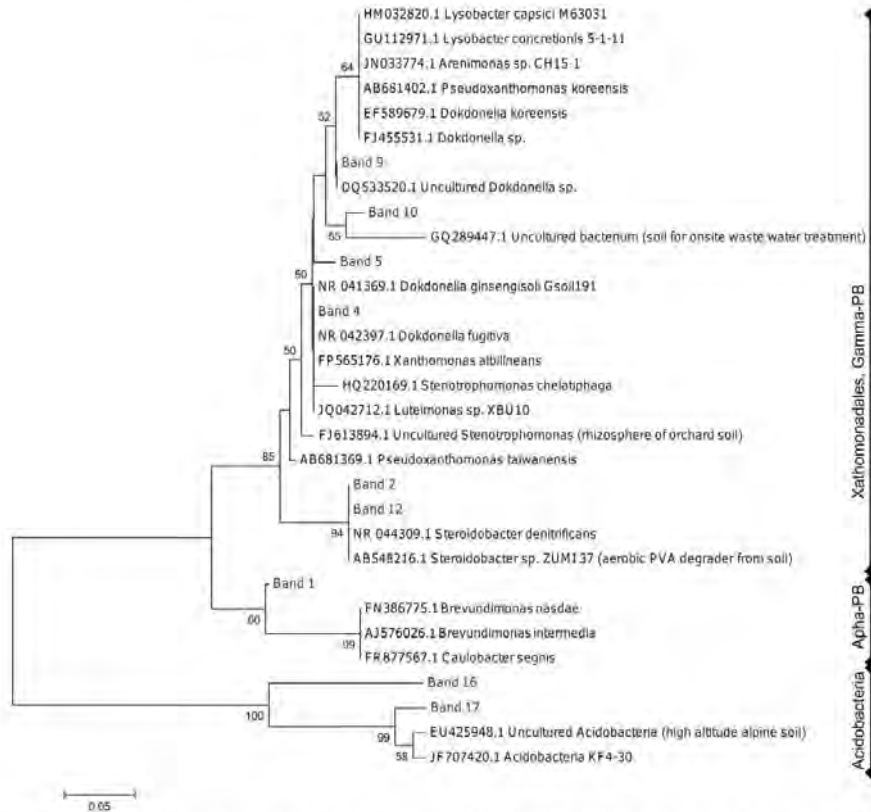 HM032820.1 Lysobacter capsici M63031
GU112971.1 Lysobacter concretionis 5-1-11
JN033774.1 Arenimonas sp. CH15-1
64
AB681402.1 Pseudoxanthomonas koreensis
EF589679.1 Dokdonella koreensis
52
FJ455531.1 Dokdonella sp.
Band 9
DQ533520.1 Uncultured Dokdonella sp.
Band 10
55
GQ289447.1 Uncultured bacterium (soil for onsite waste water treatment)
Band 5
50
NR 041369.1 Dokdonella ginsengisoli Gsoil191
Band 4
NR 042397.1 Dokdonella fugitiva
50
FP565176.1 Xanthomonas albilineans
HQ220169.1 Stenotrophomonas chelatiphaga
JQ042712.1 Luteimonas sp. XBU10
FJ613894.1 Uncultured Stenotrophomonas (rhizosphere of orchard soil)
85
AB681369.1 Pseudoxanthomonas taiwanensis
Band 2
Band 12
94
NR 044309.1 Steroidobacter denitrificans
AB548216.1 Steroidobacter sp. ZUM137 (aerobic PVA degrader from soil)
Xathomonadales, Gamma-PB
Band 1
FN386775.1 Brevundimonas nasdae
66
AJ576026.1 Brevundimonas intermedia
99
FR877567.1 Caulobacter segnis
Apha-PB
Band 16
100
Band 17
99
EU425948.1 Uncultured Acidobacteria (high altitude alpine soil)
58
JF707420.1 Acidobacteria KF4-30
Acidobacteria
0.05